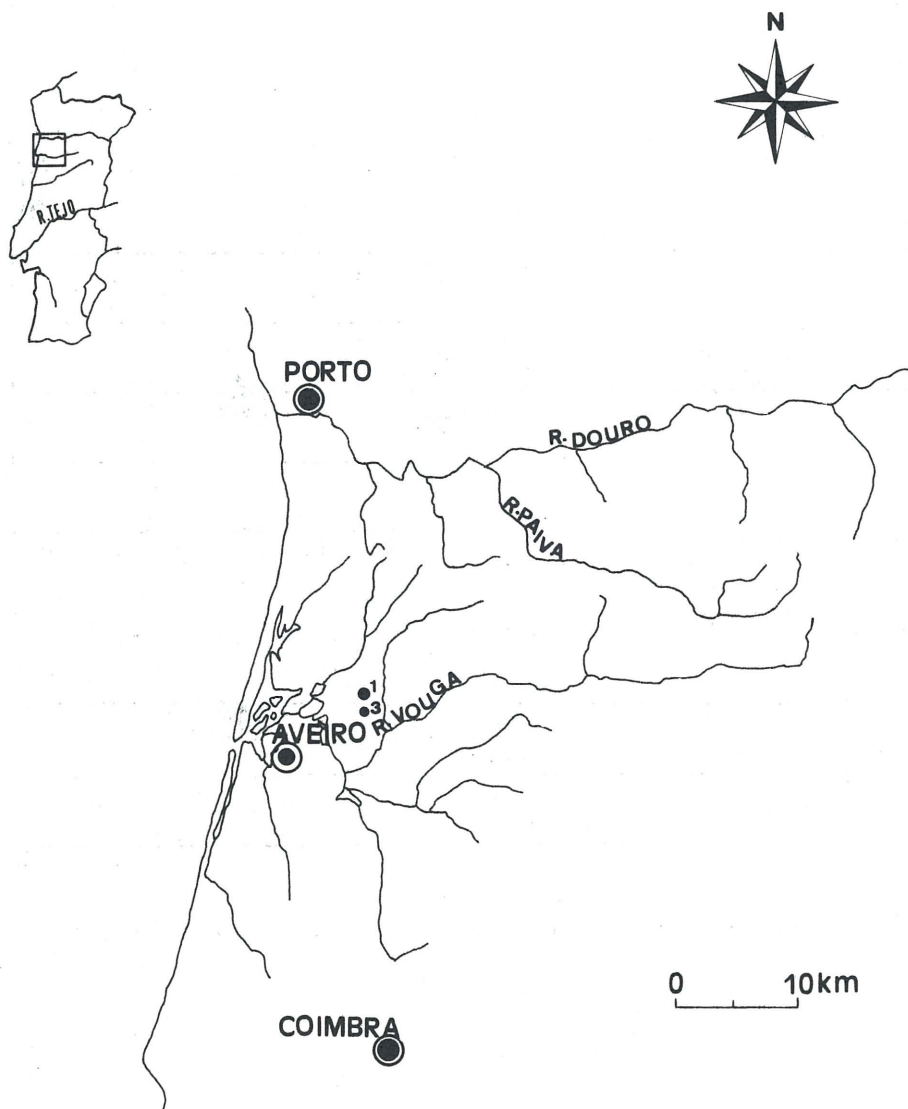 N
R.TEJO
PORTO
R. DOURO
R. PAIVA
1
3
R. VOUGA
AVEIRO
0 10km
COIMBRA